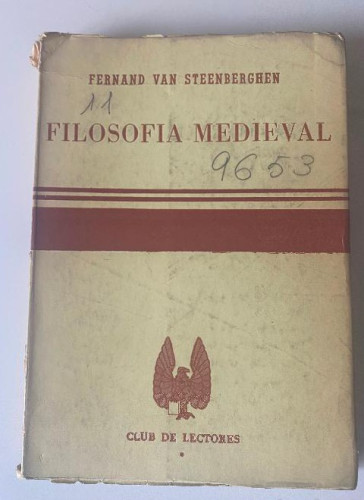 FERNAND VAN STEENBERGHEN
11
FILOSOFIA MEDIEVAL
9653
CLUB DE LECTORES